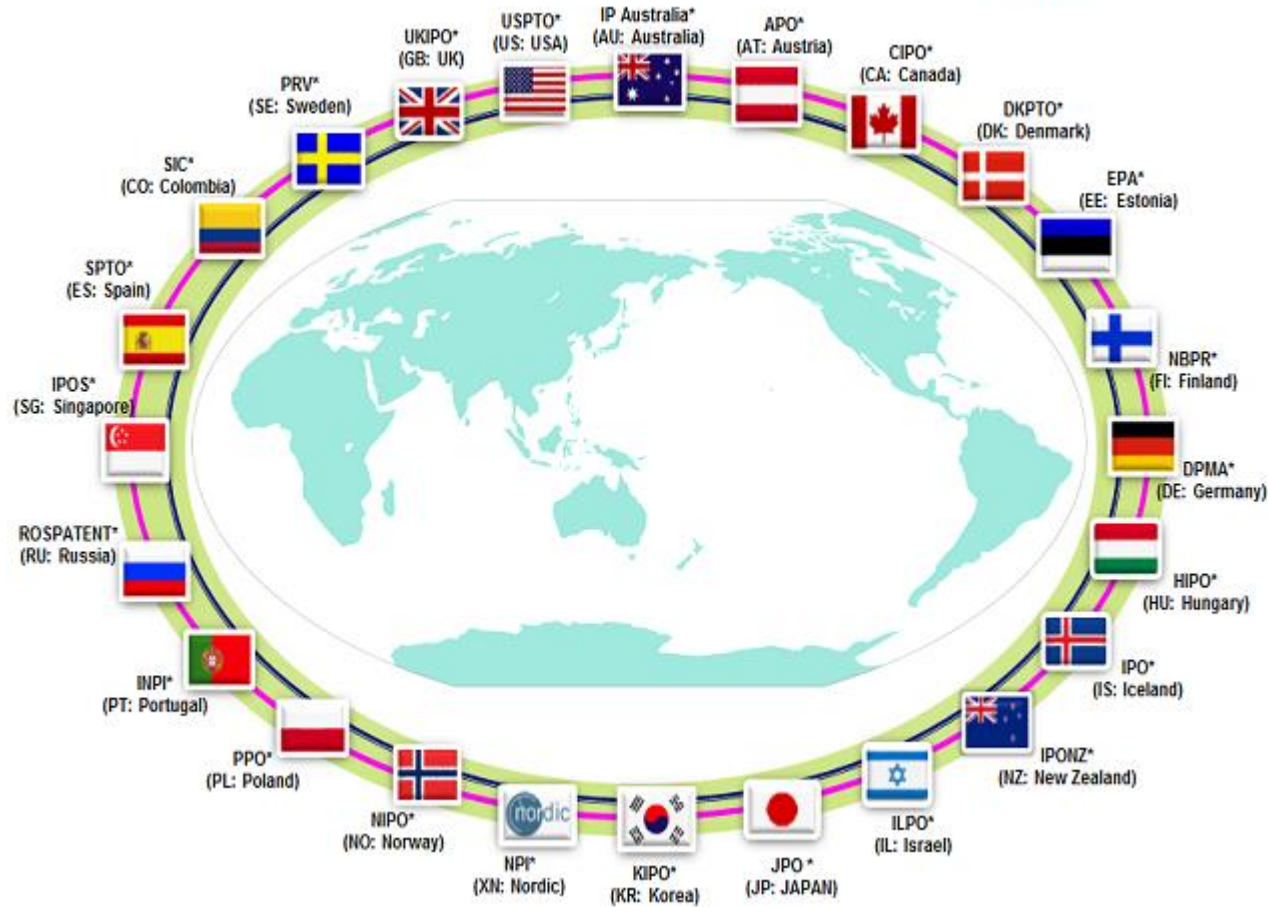 IP Australia*
(AU: Australia)
APO*
(AT: Austria)
CIPO*
(CA: Canada)
DKPTO*
(DK: Denmark)
EPA*
(EE: Estonia)
NBPR*
(FI: Finland)
DPMA*
(DE: Germany)
HIPO*
(HU: Hungary)
IPO*
(IS: Iceland)
IPONZ*
(NZ: New Zealand)
ILPO*
(IL: Israel)
JPO *
(JP: JAPAN)
KIPO*
(KR: Korea)
nordic
NPI*
(XN: Nordic)
NIPO*
(NO: Norway)
PPO*
(PL: Poland)
INPI*
(PT: Portugal)
ROSPATENT*
(RU: Russia)
IPOS*
(SG: Singapore)
SPTO*
(ES: Spain)
SIC*
(CO: Colombia)
PRV*
(SE: Sweden)
UKIPO*
(GB: UK)
USPTO*
(US: USA)